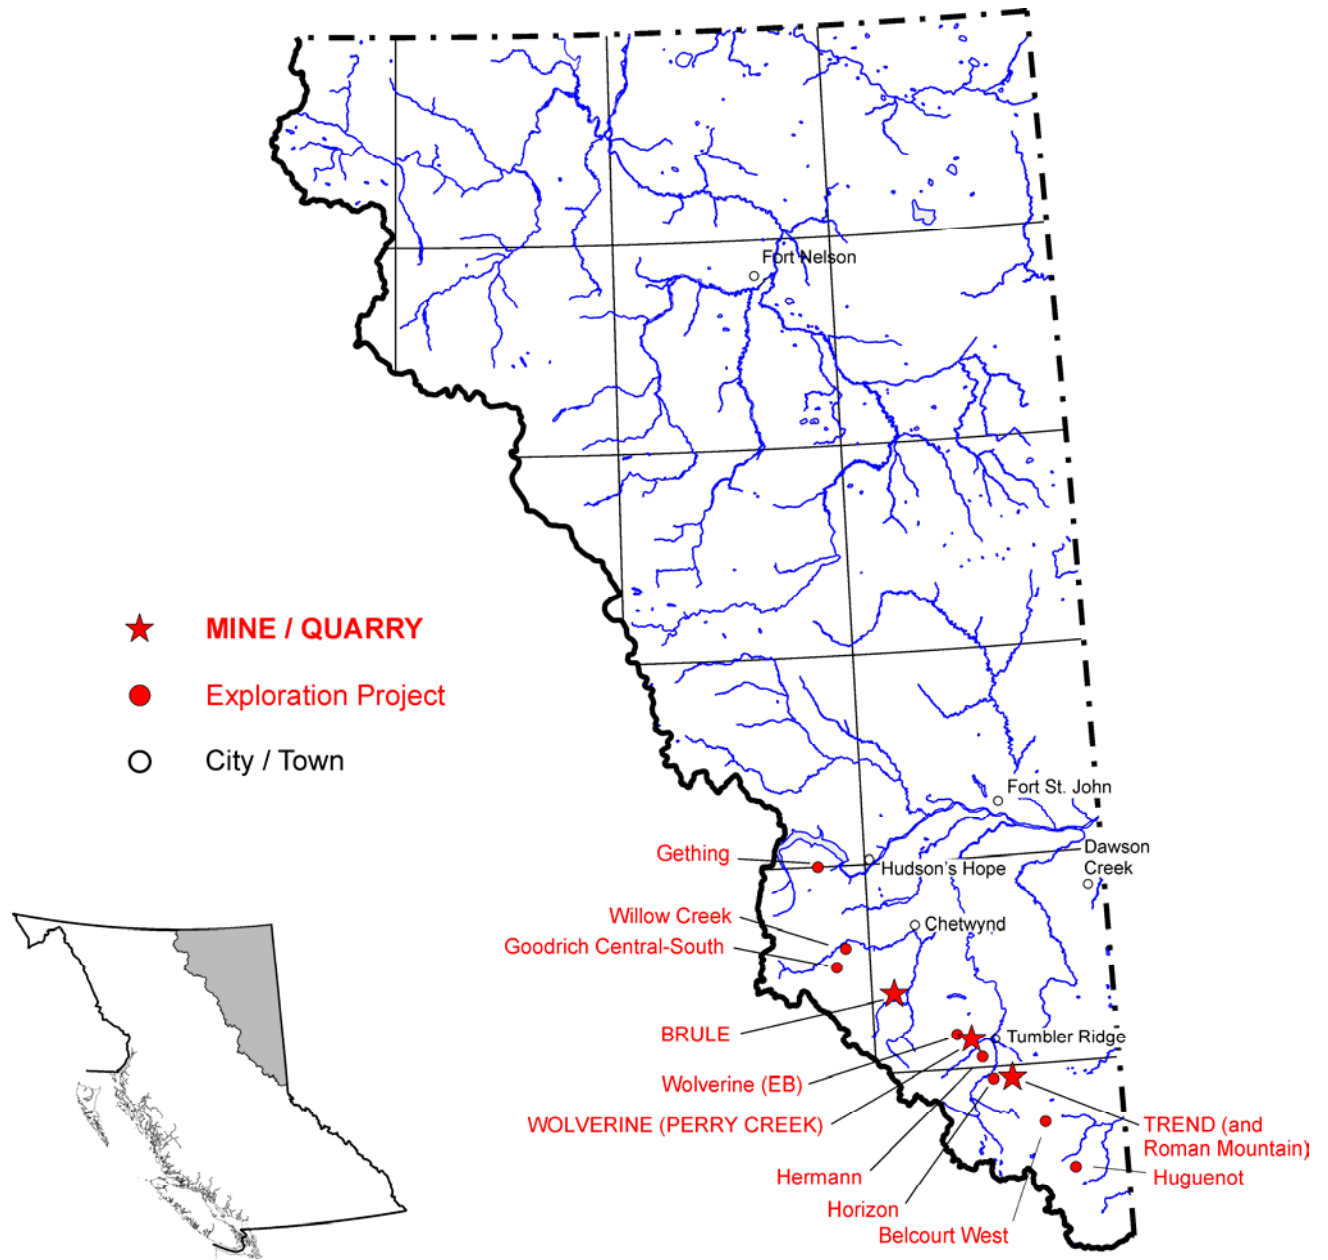 Fort Nelson
MINE / QUARRY
Exploration Project
City / Town
Fort St. John
Gething
Hudson's Hope
Dawson
Creek
Willow Creek
Chetwynd
Goodrich Central-South
BRULE
Tumbler Ridge
Wolverine (EB)
WOLVERINE (PERRY CREEK)
TREND (and
Roman Mountain)
Hermann
Huguenot
Horizon
Belcourt West